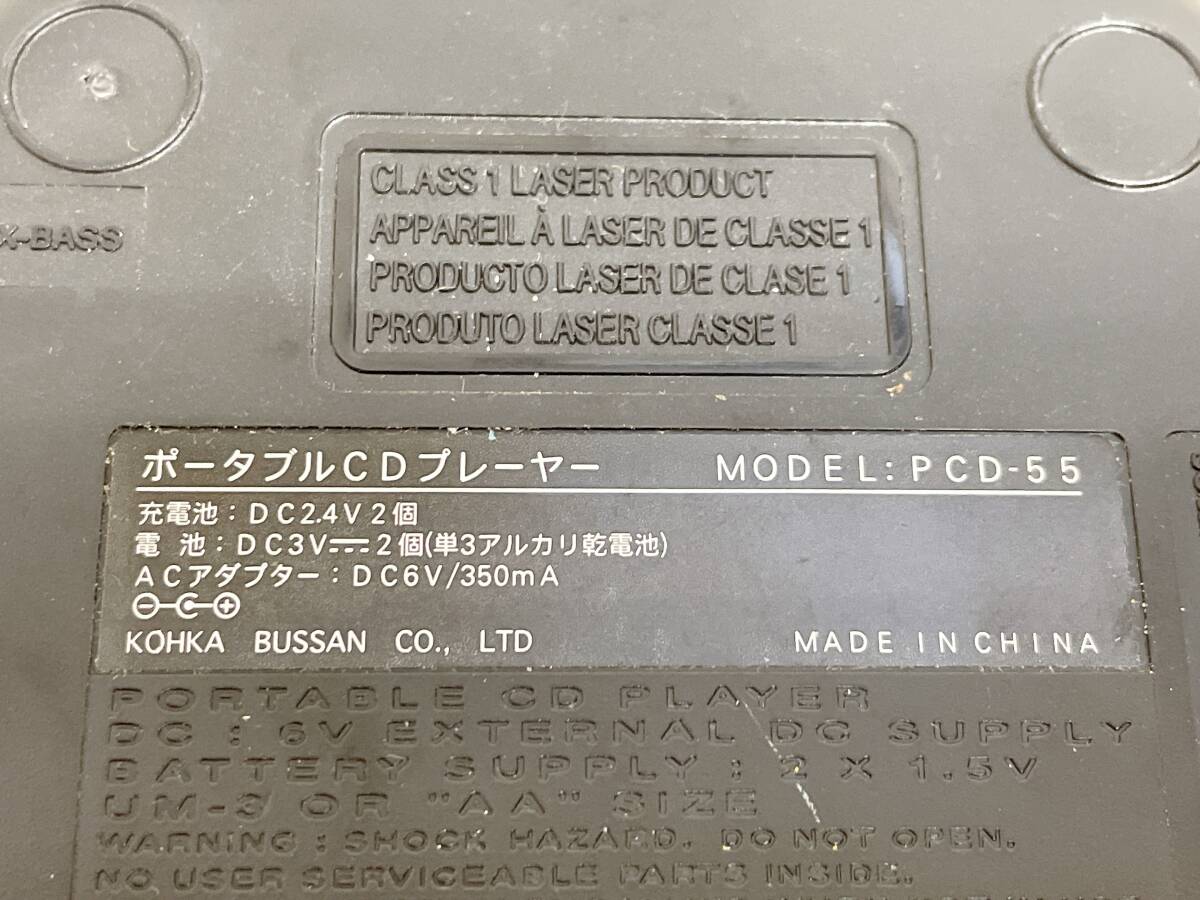 CLASS 1 LASER PRODUCT
APPAREIL À LASER DE CLASSE 1
PRODUCTO LASER DE CLASE 1
PRODUTO LASER CLASSE 1
X-BASS
ポータブルCDプレーヤー MODEL: PCD-55
充電池：DC2.4V 2個
電 池：DC3V⎓2個(単3アルカリ乾電池)
ACアダプター：DC6V/350mA
KOHKA BUSSAN CO., LTD MADE IN CHINA
PORTABLE CD PLAYER
DC : 6V EXTERNAL DC SUPPLY
BATTERY SUPPLY : 2 X 1.5V
UM-3 OR "AA" SIZE
WARNING : SHOCK HAZARD. DO NOT OPEN.
NO USER SERVICEABLE PARTS INSIDE.